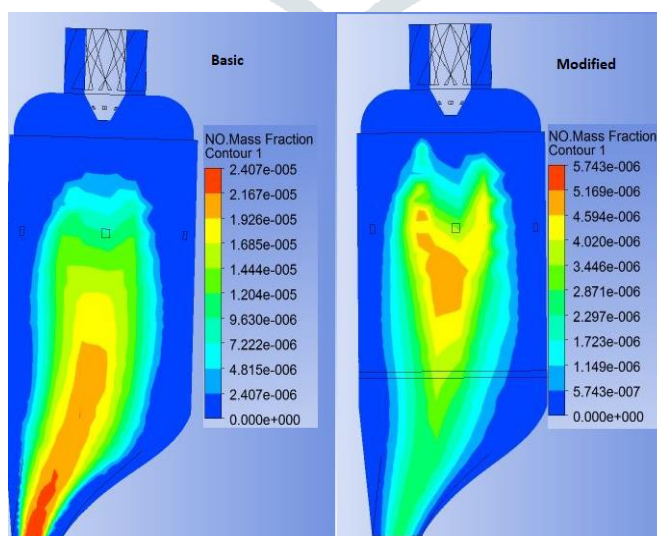 Basic
NO.Mass Fraction
Contour 1
2.407e-005
2.167e-005
1.926e-005
1.685e-005
1.444e-005
1.204e-005
9.630e-006
7.222e-006
4.815e-006
2.407e-006
0.000e+000
Modified
NO.Mass Fraction
Contour 1
5.743e-006
5.169e-006
4.594e-006
4.020e-006
3.446e-006
2.871e-006
2.297e-006
1.723e-006
1.149e-006
5.743e-007
0.000e+000